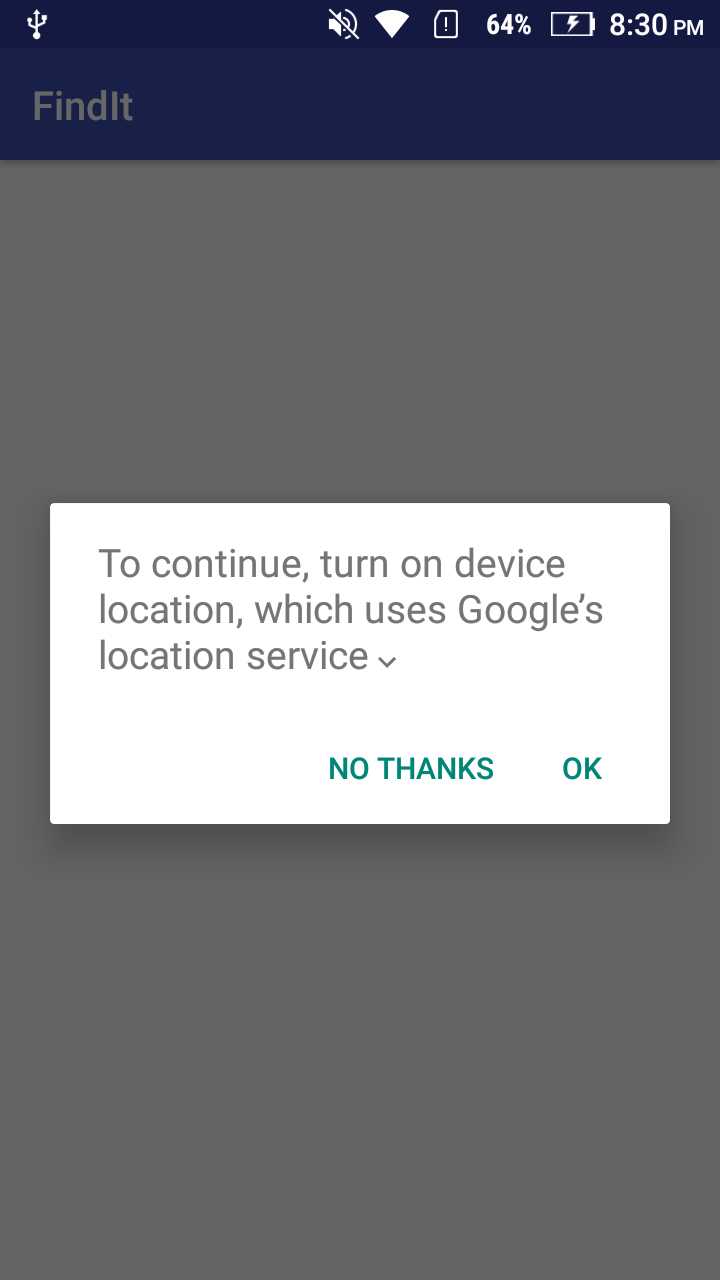 64% 8:30 PM
FindIt
To continue, turn on device
location, which uses Google’s
location service
NO THANKS OK